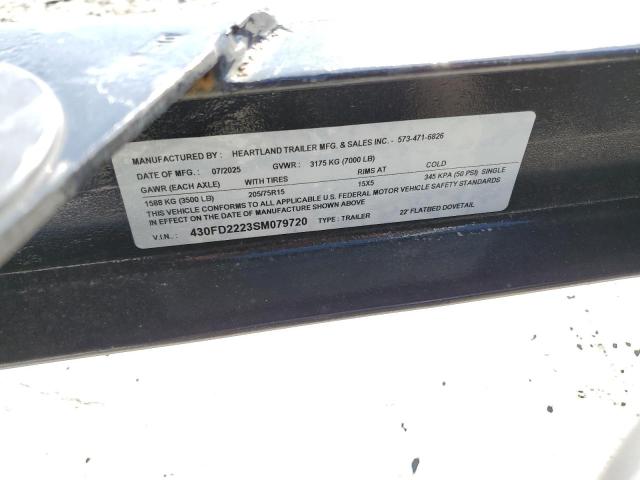 MANUFACTURED BY : HEARTLAND TRAILER MFG. & SALES INC. - 573-471-6826
DATE OF MFG. : 07/2025 GVWR : 3175 KG (7000 LB)
GAWR (EACH AXLE) WITH TIRES RIMS AT COLD
1588 KG (3500 LB) 205/75R15 15X5 345 KPA (50 PSI) SINGLE
THIS VEHICLE CONFORMS TO ALL APPLICABLE U.S. FEDERAL MOTOR VEHICLE SAFETY STANDARDS
IN EFFECT ON THE DATE OF MANUFACTURE SHOWN ABOVE
V.I.N. : 430FD2223SM079720 TYPE : TRAILER 22' FLATBED DOVETAIL